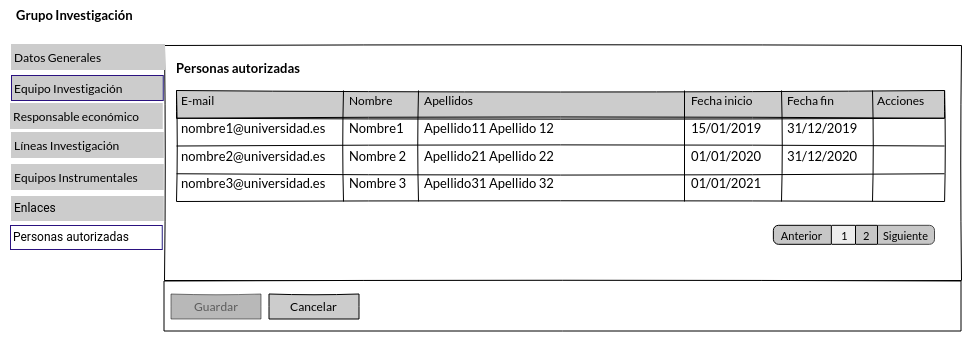 Grupo Investigación
Datos Generales
Equipo Investigación
Responsable económico
Líneas Investigación
Equipos Instrumentales
Enlaces
Personas autorizadas
Personas autorizadas
E-mail Nombre Apellidos Fecha inicio Fecha fin Acciones
nombre1@universidad.es Nombre1 Apellido11 Apellido 12 15/01/2019 31/12/2019
nombre2@universidad.es Nombre 2 Apellido21 Apellido 22 01/01/2020 31/12/2020
nombre3@universidad.es Nombre 3 Apellido31 Apellido 32 01/01/2021
Anterior 1 2 Siguiente
Guardar Cancelar